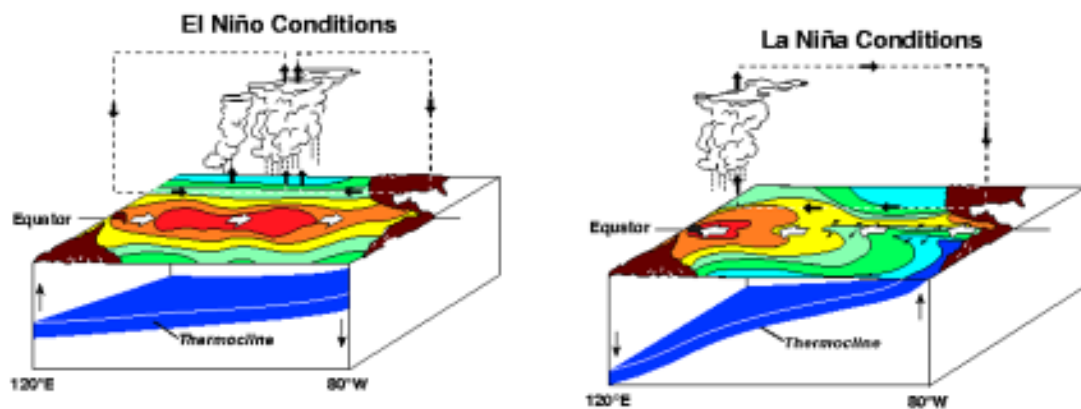 El Niño Conditions
Equator
Thermocline
120°E
80°W
La Niña Conditions
Equator
Thermocline
120°E
80°W